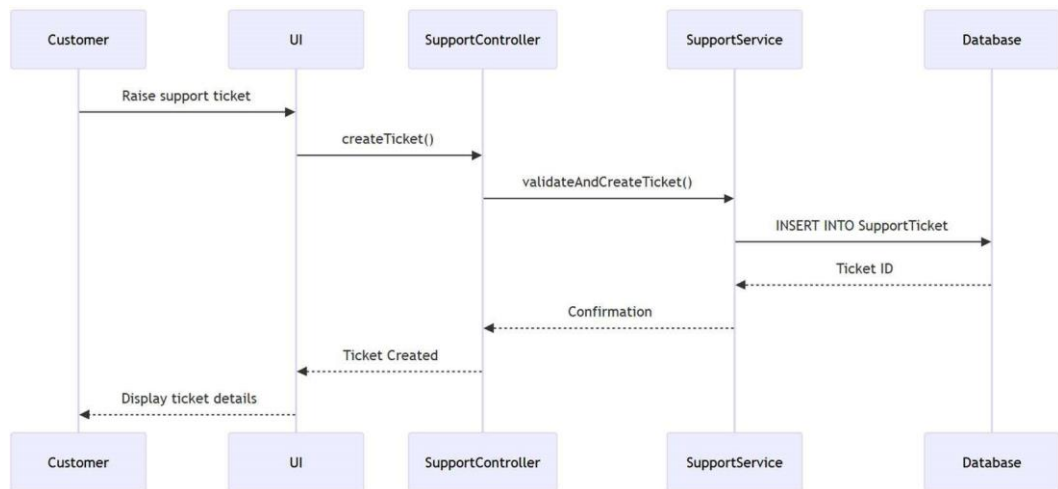 Customer
UI
SupportController
SupportService
Database
Raise support ticket
createTicket()
validateAndCreateTicket()
INSERT INTO SupportTicket
Ticket ID
Confirmation
Ticket Created
Display ticket details
Customer
UI
SupportController
SupportService
Database